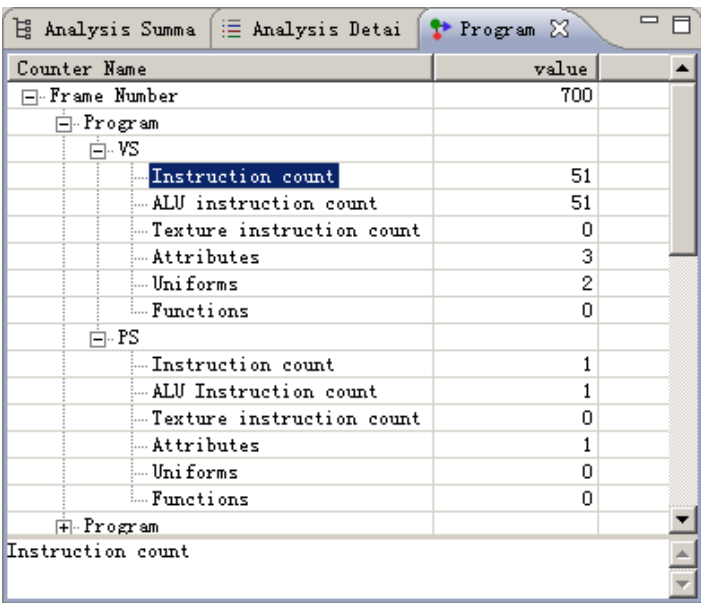 Analysis Summa Analysis Detai Program
Counter Name value
Frame Number 700
Program
VS
Instruction count 51
ALU instruction count 51
Texture instruction count 0
Attributes 3
Uniforms 2
Functions 0
PS
Instruction count 1
ALU Instruction count 1
Texture instruction count 0
Attributes 1
Uniforms 0
Functions 0
Program
Instruction count